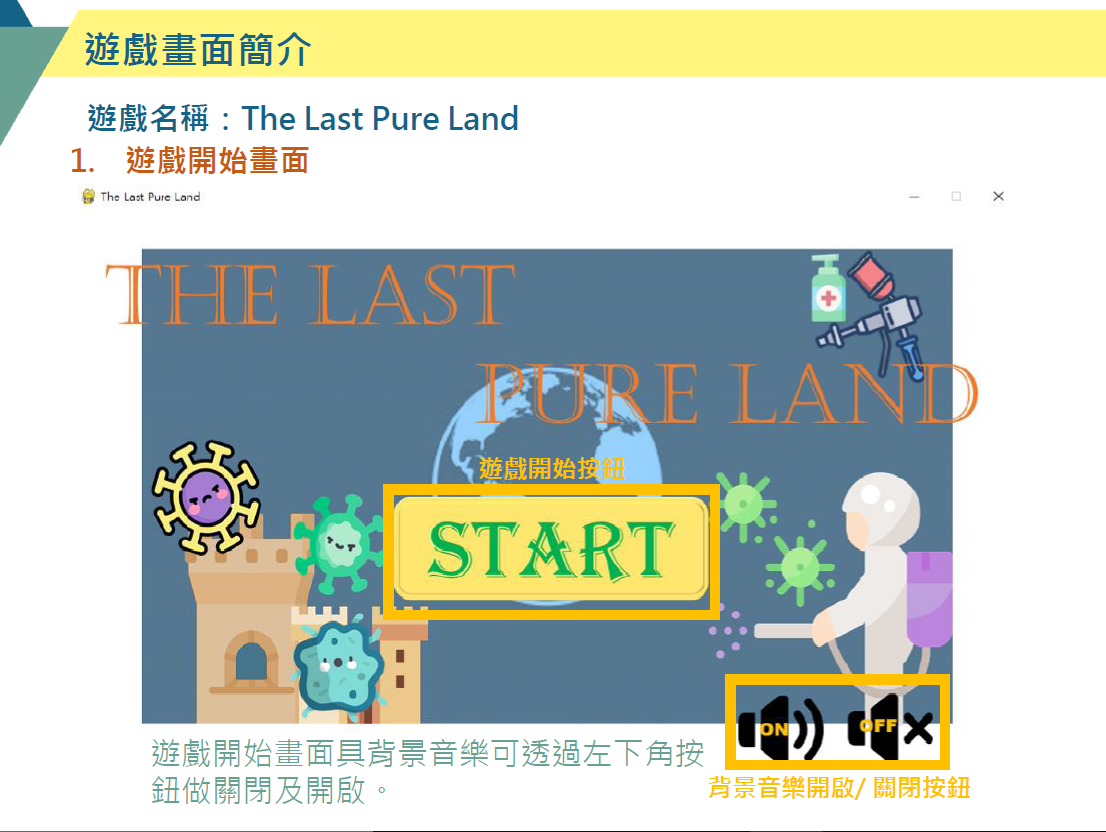 遊戲畫面簡介
遊戲名稱：The Last Pure Land
1. 遊戲開始畫面
The Last Pure Land
THE LAST
PURE LAND
遊戲開始按鈕
START
ON
OFF
遊戲開始畫面具背景音樂可透過左下角按
鈕做關閉及開啟。
背景音樂開啟/ 關閉按鈕